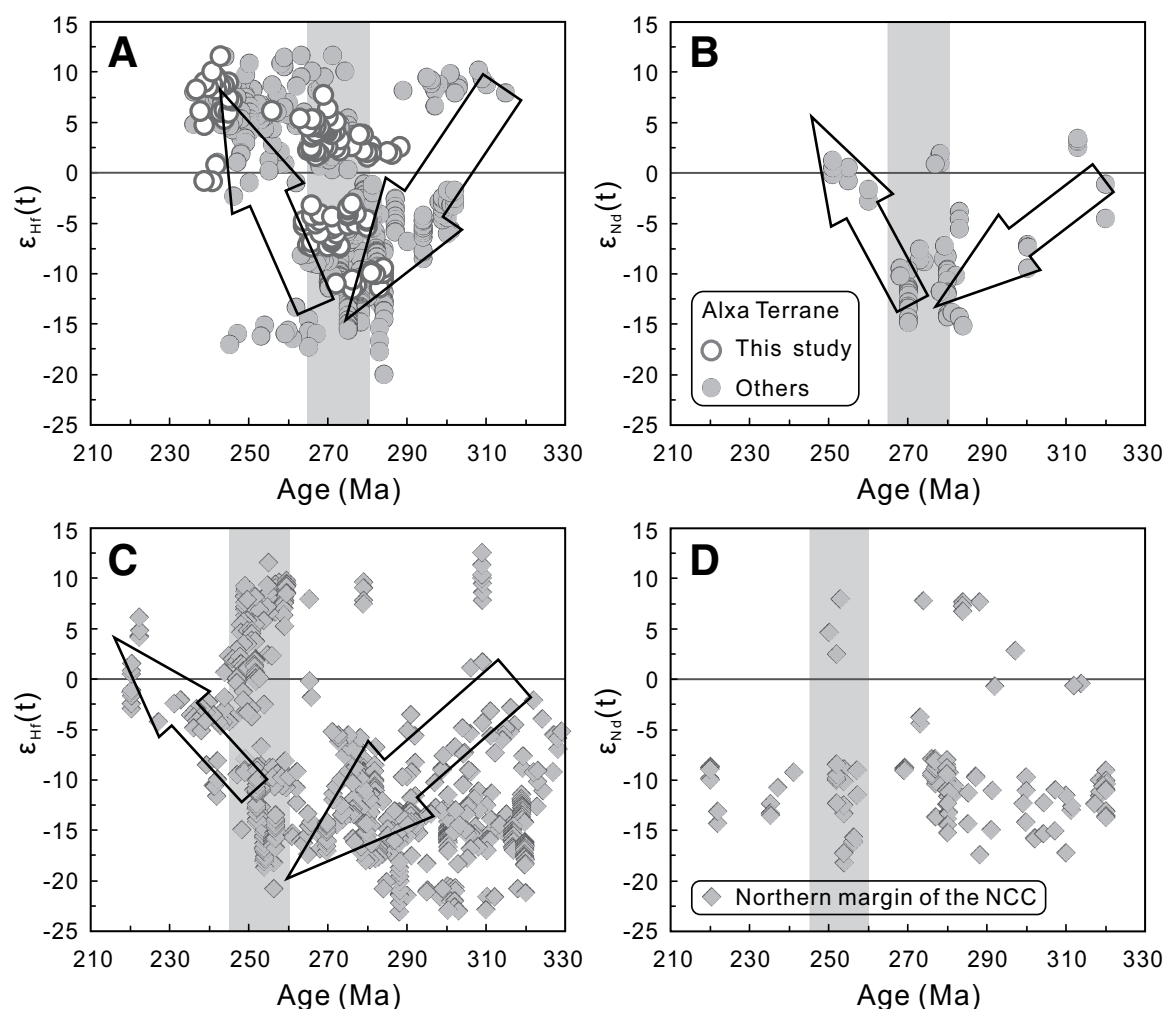 A
15
10
5
0
-5
-10
-15
-20
-25
εHf(t)
210 230 250 270 290 310 330
Age (Ma)
B
15
10
5
0
-5
-10
-15
-20
-25
εNd(t)
Alxa Terrane
This study
Others
210 230 250 270 290 310 330
Age (Ma)
C
15
10
5
0
-5
-10
-15
-20
-25
εHf(t)
210 230 250 270 290 310 330
Age (Ma)
D
15
10
5
0
-5
-10
-15
-20
-25
εNd(t)
Northern margin of the NCC
210 230 250 270 290 310 330
Age (Ma)